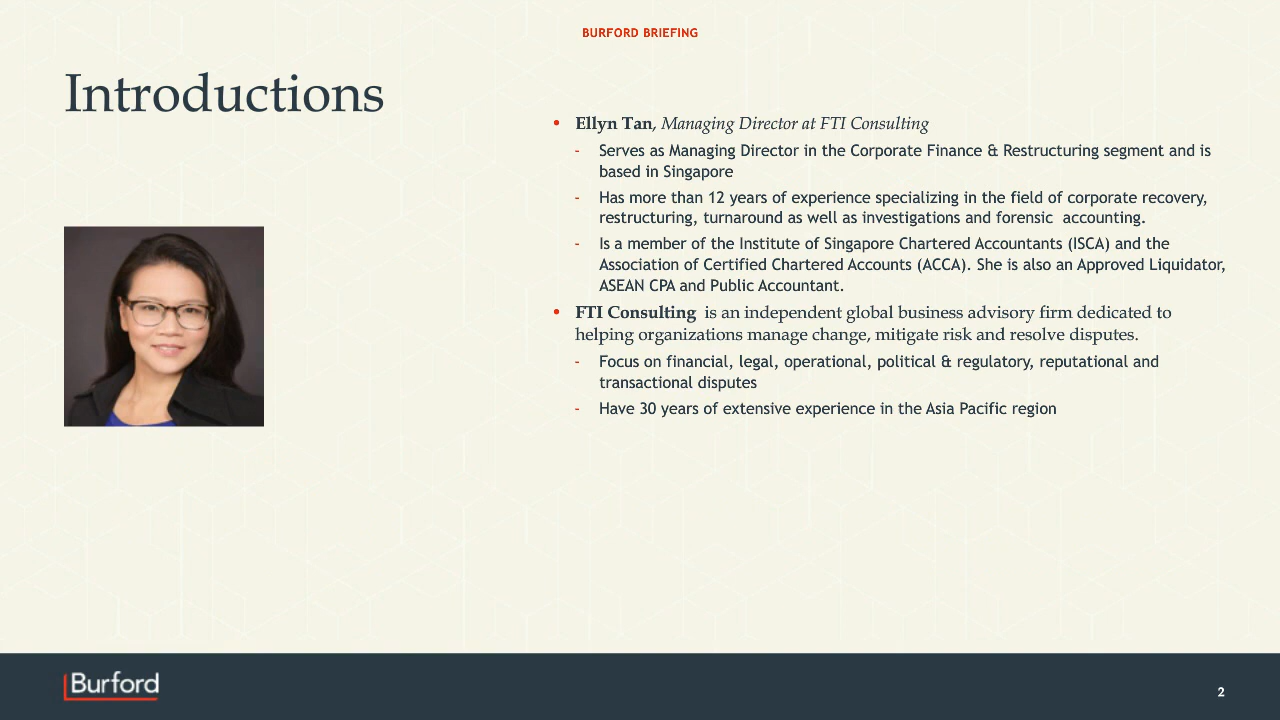 BURFORD BRIEFING
Introductions
• Ellyn Tan, Managing Director at FTI Consulting
- Serves as Managing Director in the Corporate Finance & Restructuring segment and is
based in Singapore
- Has more than 12 years of experience specializing in the field of corporate recovery,
restructuring, turnaround as well as investigations and forensic  accounting.
- Is a member of the Institute of Singapore Chartered Accountants (ISCA) and the
Association of Certified Chartered Accounts (ACCA). She is also an Approved Liquidator,
ASEAN CPA and Public Accountant.
• FTI Consulting  is an independent global business advisory firm dedicated to
helping organizations manage change, mitigate risk and resolve disputes.
- Focus on financial, legal, operational, political & regulatory, reputational and
transactional disputes
- Have 30 years of extensive experience in the Asia Pacific region
Burford
2